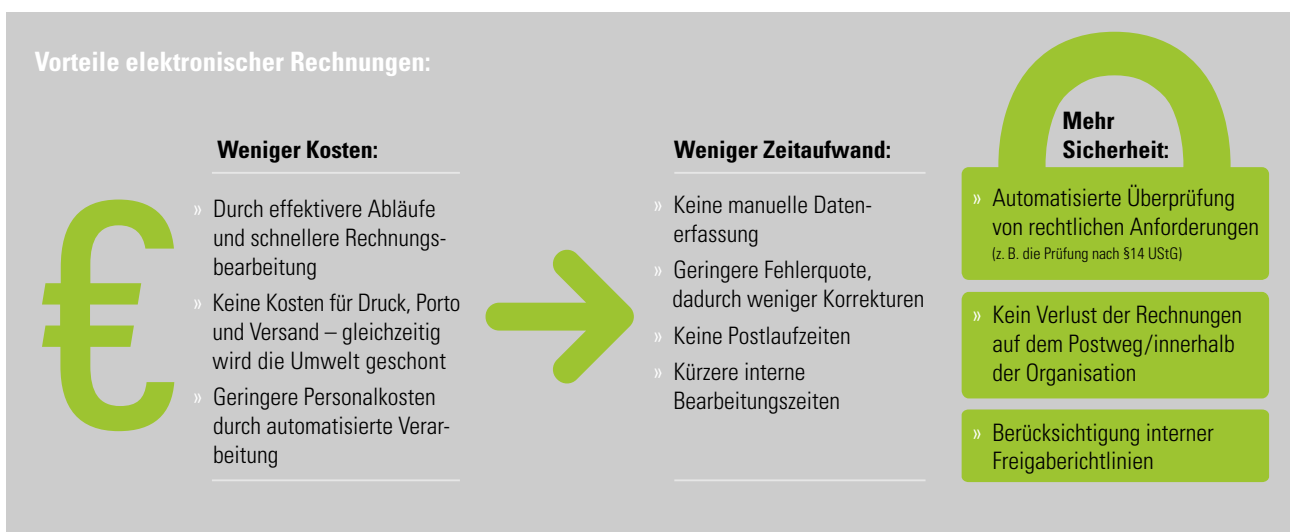 Vorteile elektronischer Rechnungen:
Weniger Kosten:
» Durch effektivere Abläufe
und schnellere Rechnungs-
bearbeitung
» Keine Kosten für Druck, Porto
und Versand – gleichzeitig
wird die Umwelt geschont
» Geringere Personalkosten
durch automatisierte Verar-
beitung
Weniger Zeitaufwand:
» Keine manuelle Daten-
erfassung
» Geringere Fehlerquote,
dadurch weniger Korrekturen
» Keine Postlaufzeiten
» Kürzere interne
Bearbeitungszeiten
Mehr
Sicherheit:
» Automatisierte Überprüfung
von rechtlichen Anforderungen
(z. B. die Prüfung nach §14 UStG)
» Kein Verlust der Rechnungen
auf dem Postweg/innerhalb
der Organisation
» Berücksichtigung interner
Freigaberichtlinien
€